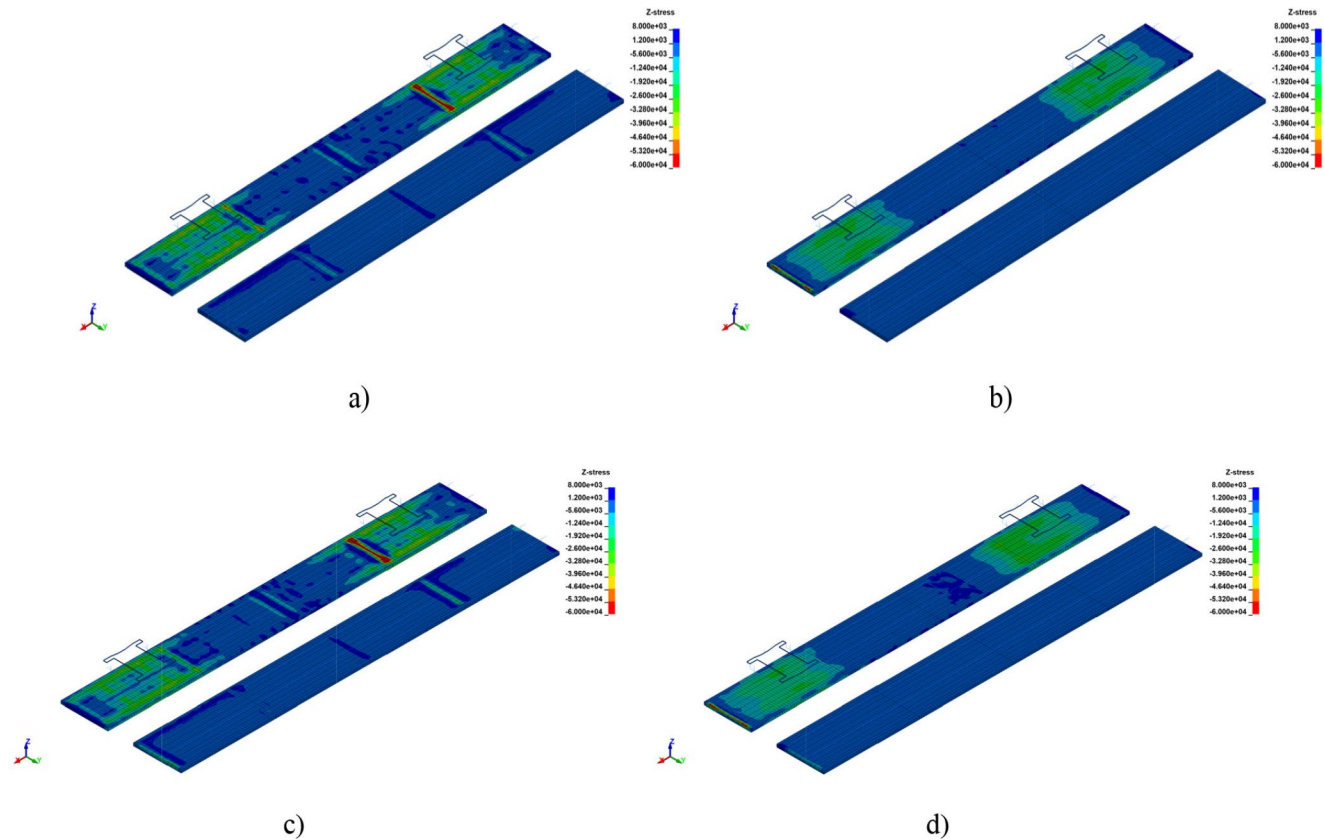 Z-stress
8.000e+03
1.200e+03
-5.600e+03
-1.240e+04
-1.920e+04
-2.600e+04
-3.280e+04
-3.960e+04
-4.640e+04
-5.320e+04
-6.000e+04
Z
X
Y
a)
Z-stress
8.000e+03
1.200e+03
-5.600e+03
-1.240e+04
-1.920e+04
-2.600e+04
-3.280e+04
-3.960e+04
-4.640e+04
-5.320e+04
-6.000e+04
Z
X
Y
b)
Z-stress
8.000e+03
1.200e+03
-5.600e+03
-1.240e+04
-1.920e+04
-2.600e+04
-3.280e+04
-3.960e+04
-4.640e+04
-5.320e+04
-6.000e+04
Z
X
Y
c)
Z-stress
8.000e+03
1.200e+03
-5.600e+03
-1.240e+04
-1.920e+04
-2.600e+04
-3.280e+04
-3.960e+04
-4.640e+04
-5.320e+04
-6.000e+04
Z
X
Y
d)